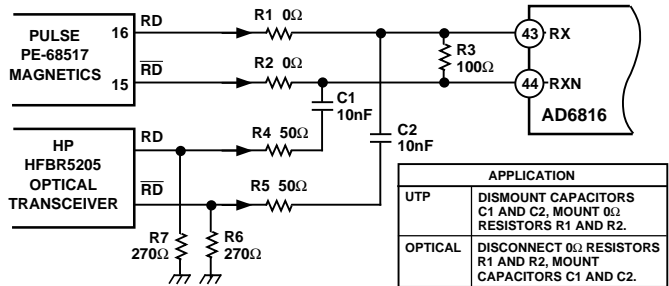 PULSE
PE-68517
MAGNETICS
16
RD
R1 0Ω
15
RD
R2 0Ω
C1
10nF
C2
10nF
R3
100Ω
43
RX
44
RXN
AD6816
HP
HFBR5205
OPTICAL
TRANSCEIVER
RD
R4 50Ω
RD
R5 50Ω
R7
270Ω
R6
270Ω
APPLICATION
UTP
DISMOUNT CAPACITORS
C1 AND C2, MOUNT 0Ω
RESISTORS R1 AND R2.
OPTICAL
DISCONNECT 0Ω RESISTORS
R1 AND R2, MOUNT
CAPACITORS C1 AND C2.